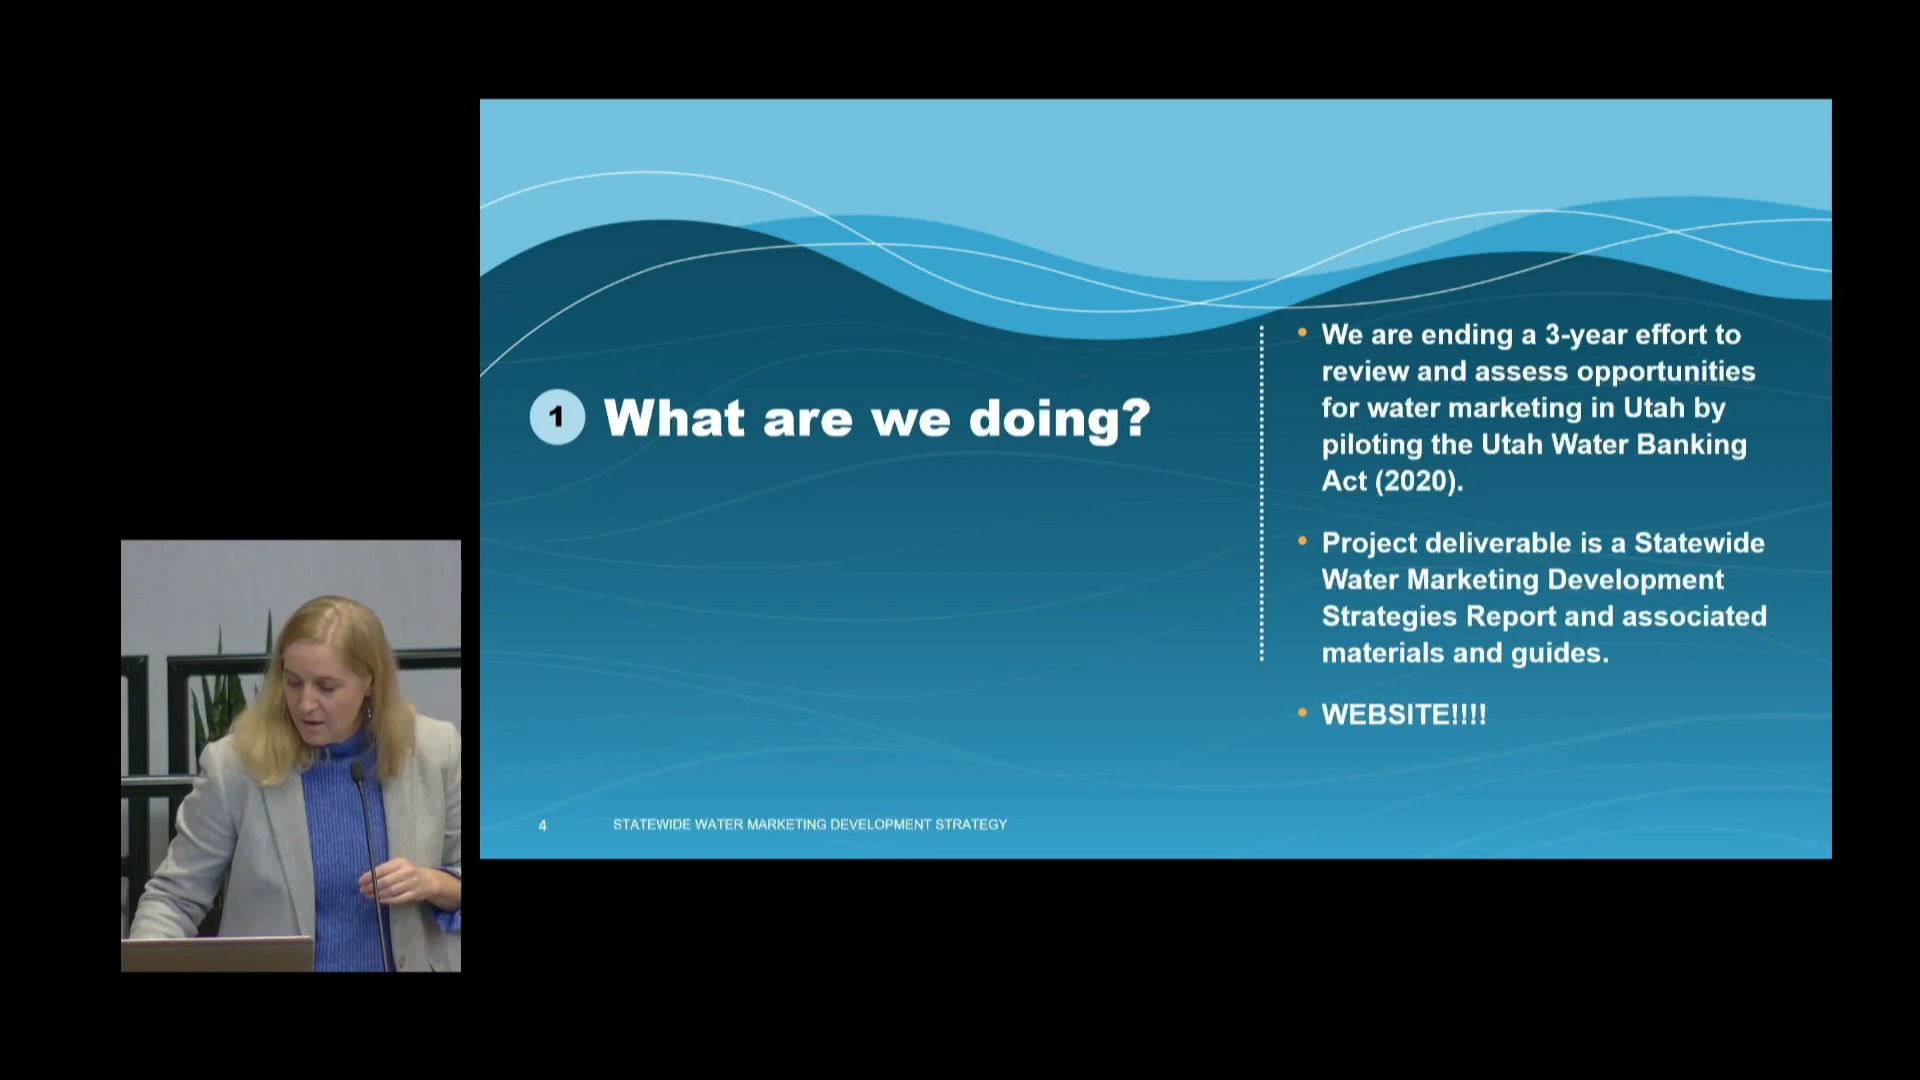 1 What are we doing?
We are ending a 3-year effort to
review and assess opportunities
for water marketing in Utah by
piloting the Utah Water Banking
Act (2020).
Project deliverable is a Statewide
Water Marketing Development
Strategies Report and associated
materials and guides.
WEBSITE!!!!
4 STATEWIDE WATER MARKETING DEVELOPMENT STRATEGY